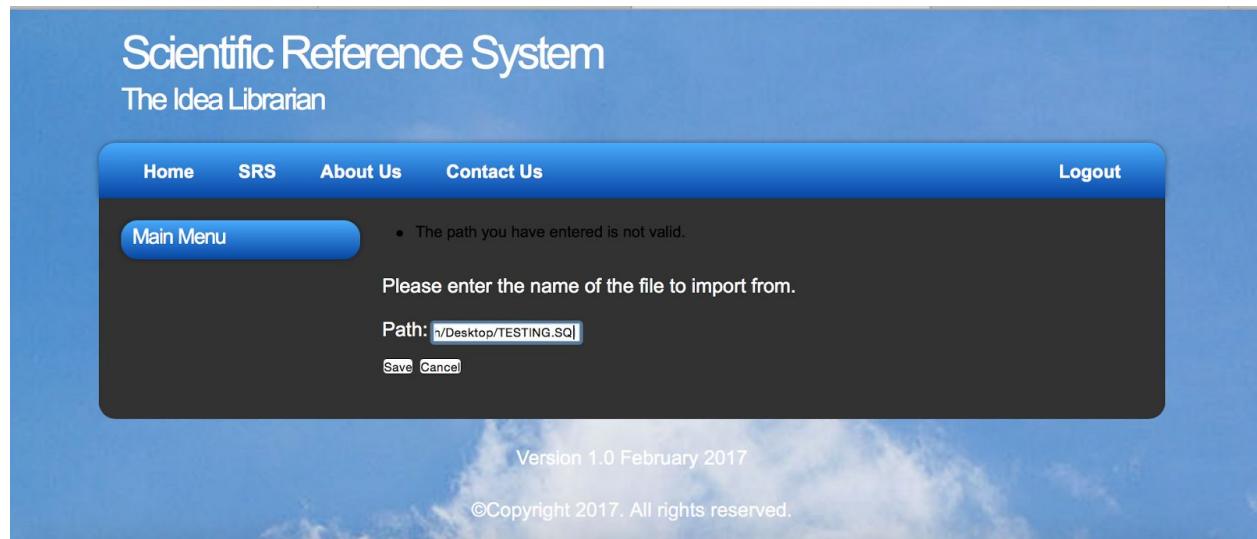 Scientific Reference System
The Idea Librarian
Home SRS About Us Contact Us Logout
Main Menu
• The path you have entered is not valid.
Please enter the name of the file to import from.
Path: n/Desktop/TESTING.SQ
Save Cancel
Version 1.0 February 2017
©Copyright 2017. All rights reserved.